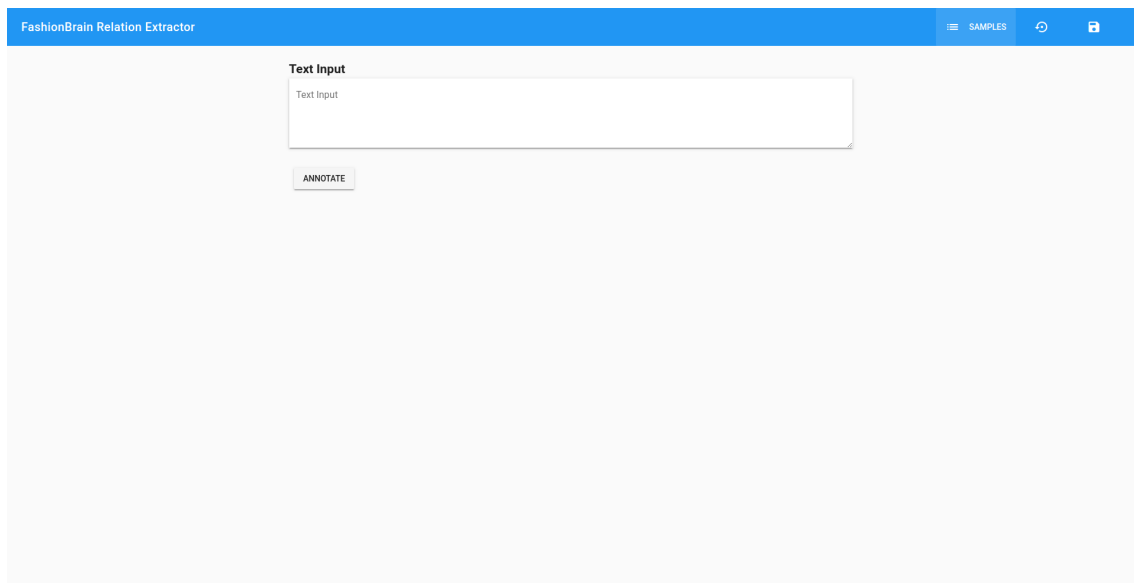 FashionBrain Relation Extractor
SAMPLES
Text Input
Text Input
ANNOTATE